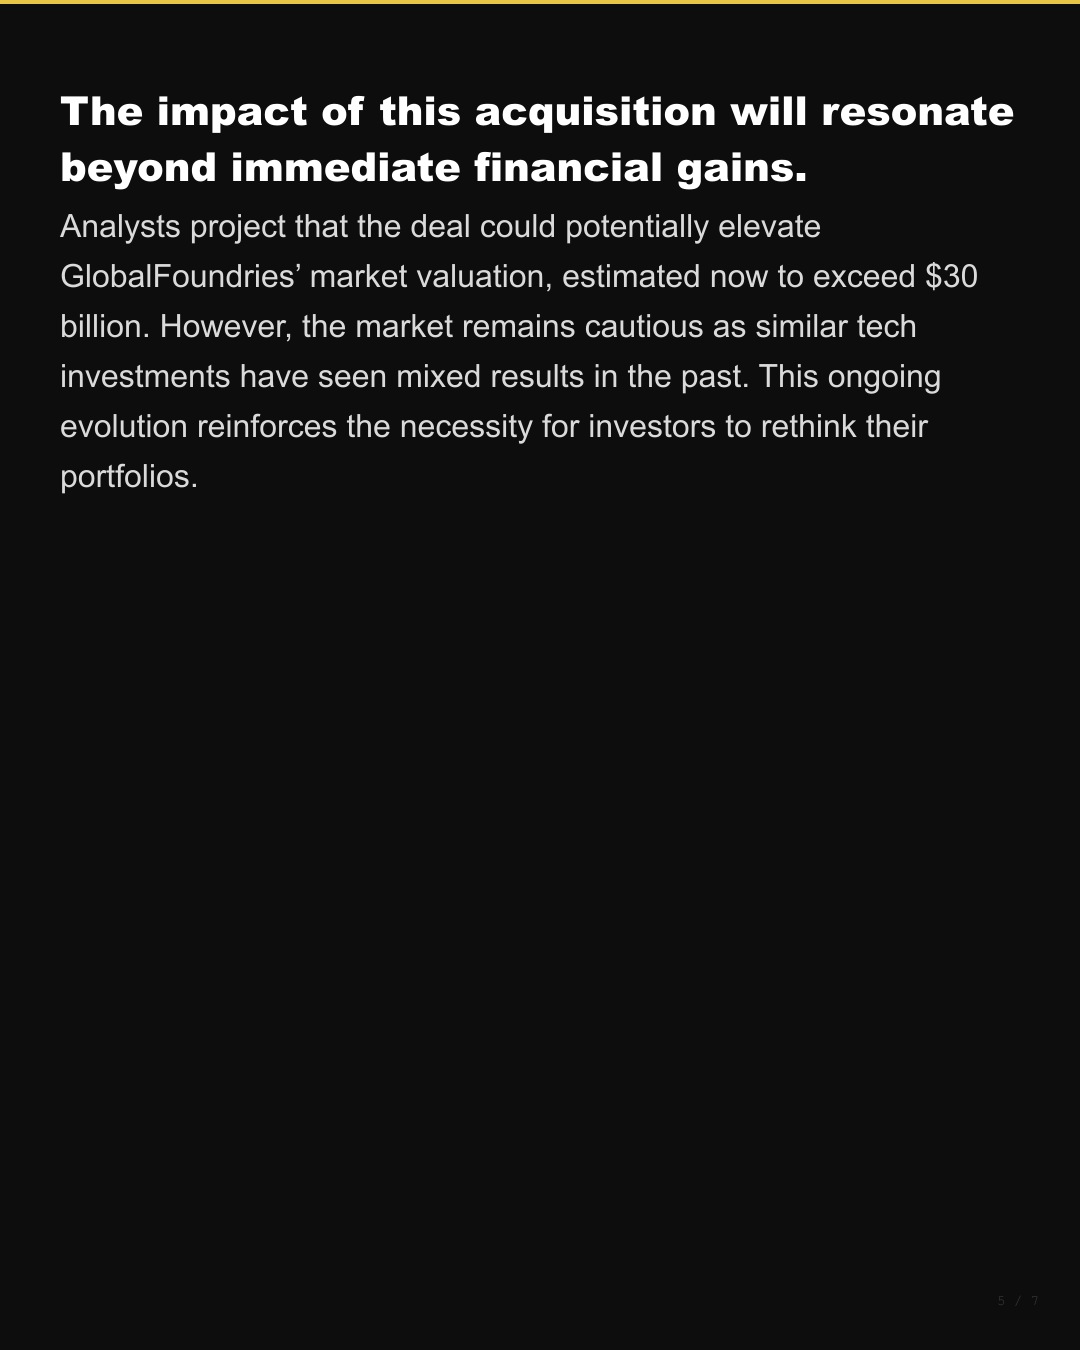 The impact of this acquisition will resonate
beyond immediate financial gains.
Analysts project that the deal could potentially elevate
GlobalFoundries’ market valuation, estimated now to exceed $30
billion. However, the market remains cautious as similar tech
investments have seen mixed results in the past. This ongoing
evolution reinforces the necessity for investors to rethink their
portfolios.
5 / 7